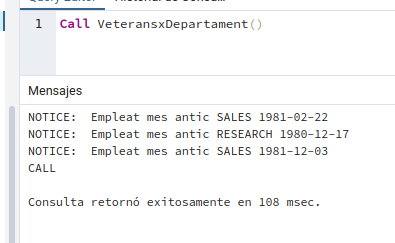 1 Call VeteransxDepartament()
Mensajes
NOTICE: Empleat mes antic SALES 1981-02-22
NOTICE: Empleat mes antic RESEARCH 1980-12-17
NOTICE: Empleat mes antic SALES 1981-12-03
CALL
Consulta retornó exitosamente en 108 msec.